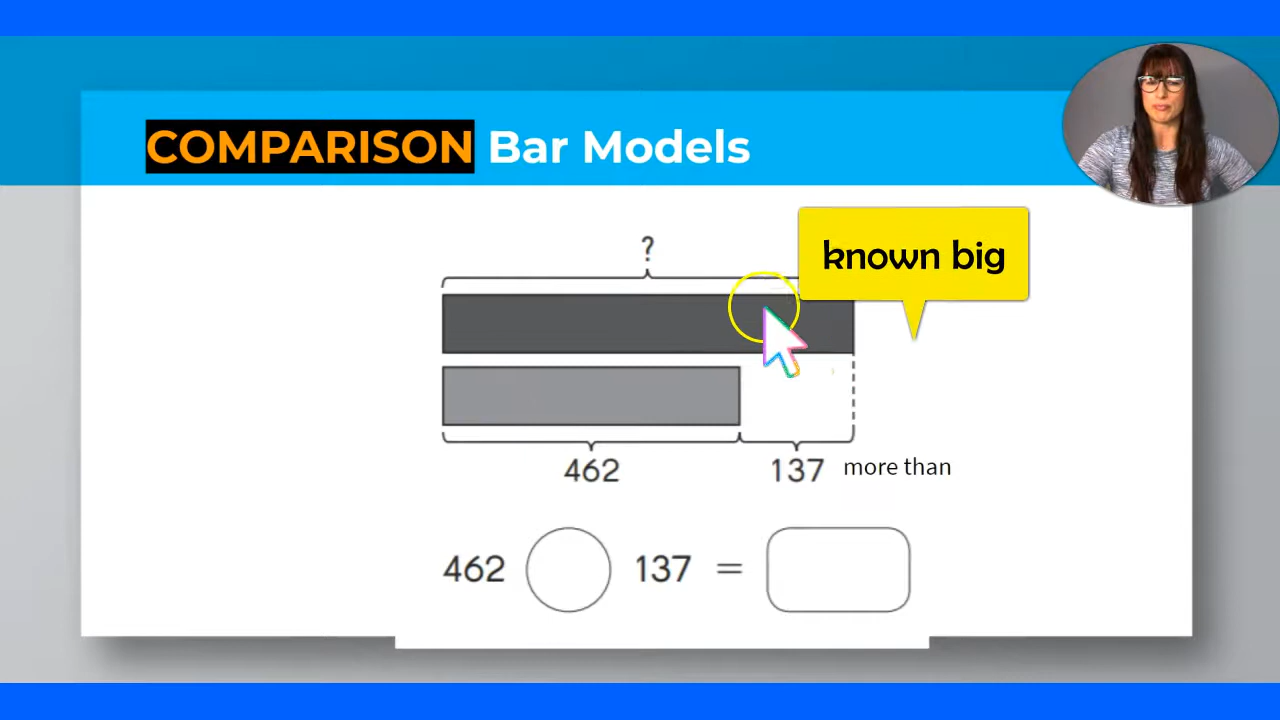 COMPARISON Bar Models
?
known big
462 137 more than
462 137 =